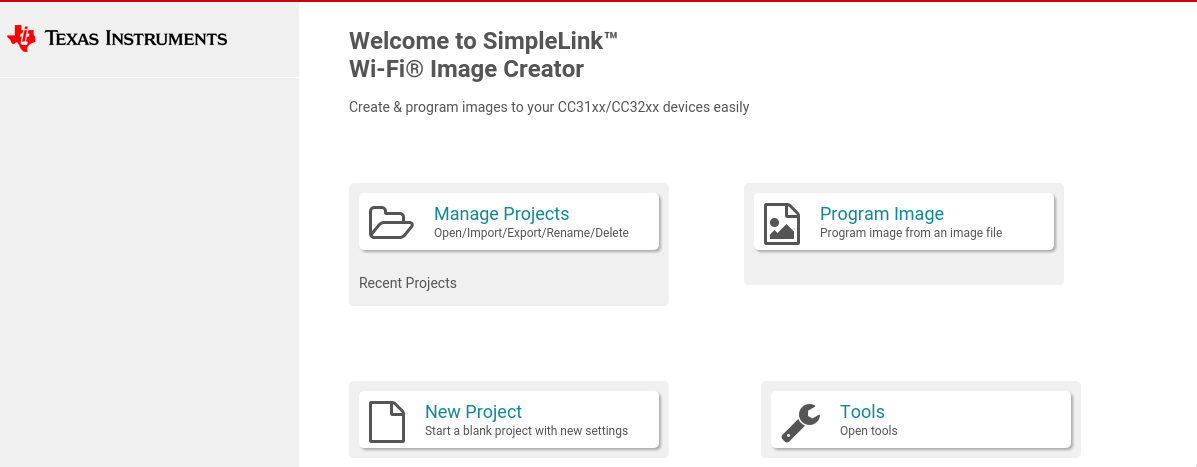 TEXAS INSTRUMENTS
Welcome to SimpleLink™
Wi-Fi® Image Creator
Create & program images to your CC31xx/CC32xx devices easily
Manage Projects
Open/Import/Export/Rename/Delete
Recent Projects
Program Image
Program image from an image file
New Project
Start a blank project with new settings
Tools
Open tools